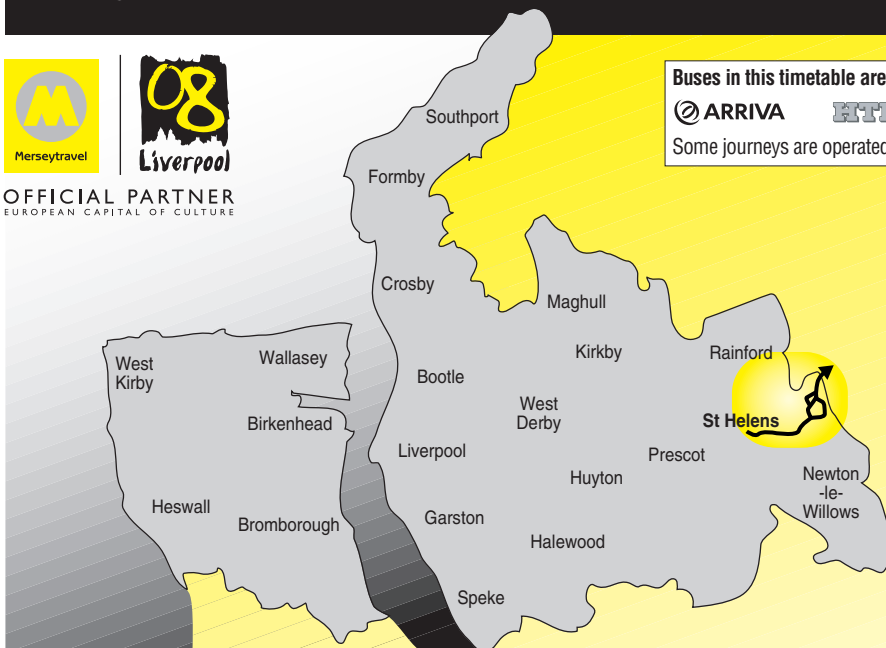 Merseytravel
08
Liverpool
OFFICIAL PARTNER
EUROPEAN CAPITAL OF CULTURE
Buses in this timetable are
ARRIVA
Some journeys are operated
Southport
Formby
Crosby
Maghull
Kirkby
Rainford
West
Kirby
Wallasey
Bootle
West
Derby
Birkenhead
St Helens
Liverpool
Prescot
Huyton
Newton
-le-
Willows
Heswall
Bromborough
Garston
Halewood
Speke